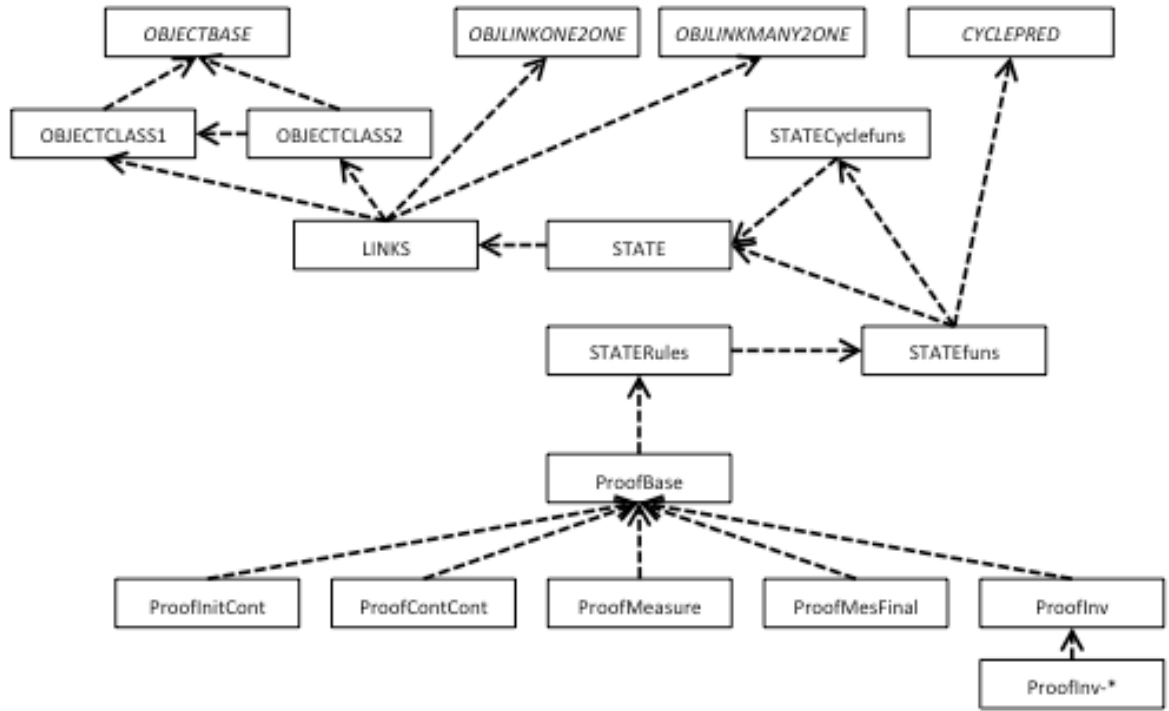 OBJECTBASE
OBJLINKONE2ONE
OBJLINKMANY2ONE
CYCLEPRED
OBJECTCLASS1
OBJECTCLASS2
STATECyclefuns
LINKS
STATE
STATERules
STATEfuns
ProofBase
ProofInitCont
ProofContCont
ProofMeasure
ProofMesFinal
ProofInv
ProofInv-*